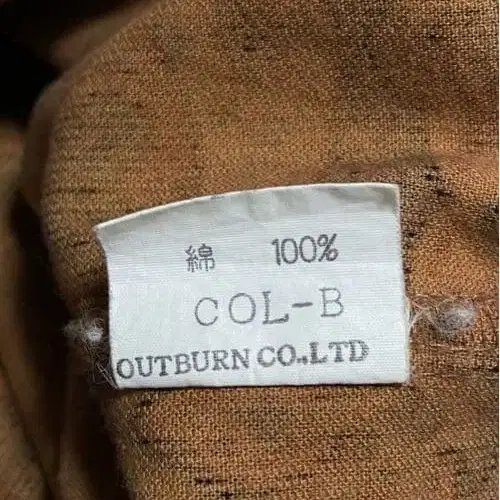 綿 100%
COL-B
OUTBURN CO.,LTD